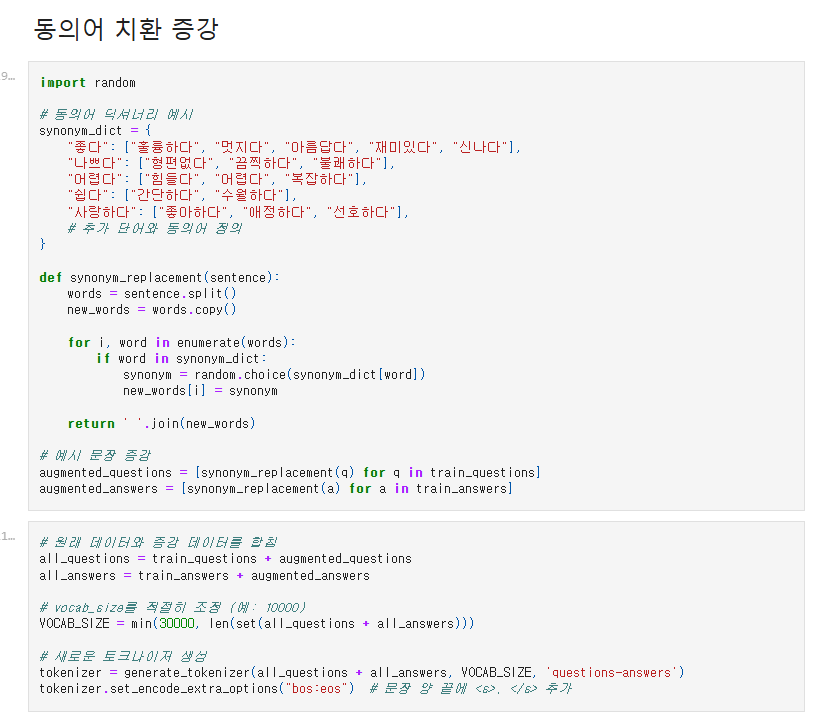 동의어 치환 증강
9…
import random
# 동의어 딕셔너리 예시
synonym_dict = {
"좋다": ["훌륭하다", "멋지다", "아름답다", "재미있다", "신나다"],
"나쁘다": ["형편없다", "끔찍하다", "불쾌하다"],
"어렵다": ["힘들다", "어렵다", "복잡하다"],
"쉽다": ["간단하다", "수월하다"],
"사랑하다": ["좋아하다", "애정하다", "선호하다"],
# 추가 단어와 동의어 정의
}
def synonym_replacement(sentence):
words = sentence.split()
new_words = words.copy()
for i, word in enumerate(words):
if word in synonym_dict:
synonym = random.choice(synonym_dict[word])
new_words[i] = synonym
return ' '.join(new_words)
# 예시 문장 증강
augmented_questions = [synonym_replacement(q) for q in train_questions]
augmented_answers = [synonym_replacement(a) for a in train_answers]
1…
# 원래 데이터와 증강 데이터를 합침
all_questions = train_questions + augmented_questions
all_answers = train_answers + augmented_answers
# vocab_size를 적절히 조정 (예: 10000)
VOCAB_SIZE = min(30000, len(set(all_questions + all_answers)))
# 새로운 토크나이저 생성
tokenizer = generate_tokenizer(all_questions + all_answers, VOCAB_SIZE, 'questions-answers')
tokenizer.set_encode_extra_options("bos:eos") # 문장 양 끝에 <s>, </s> 추가